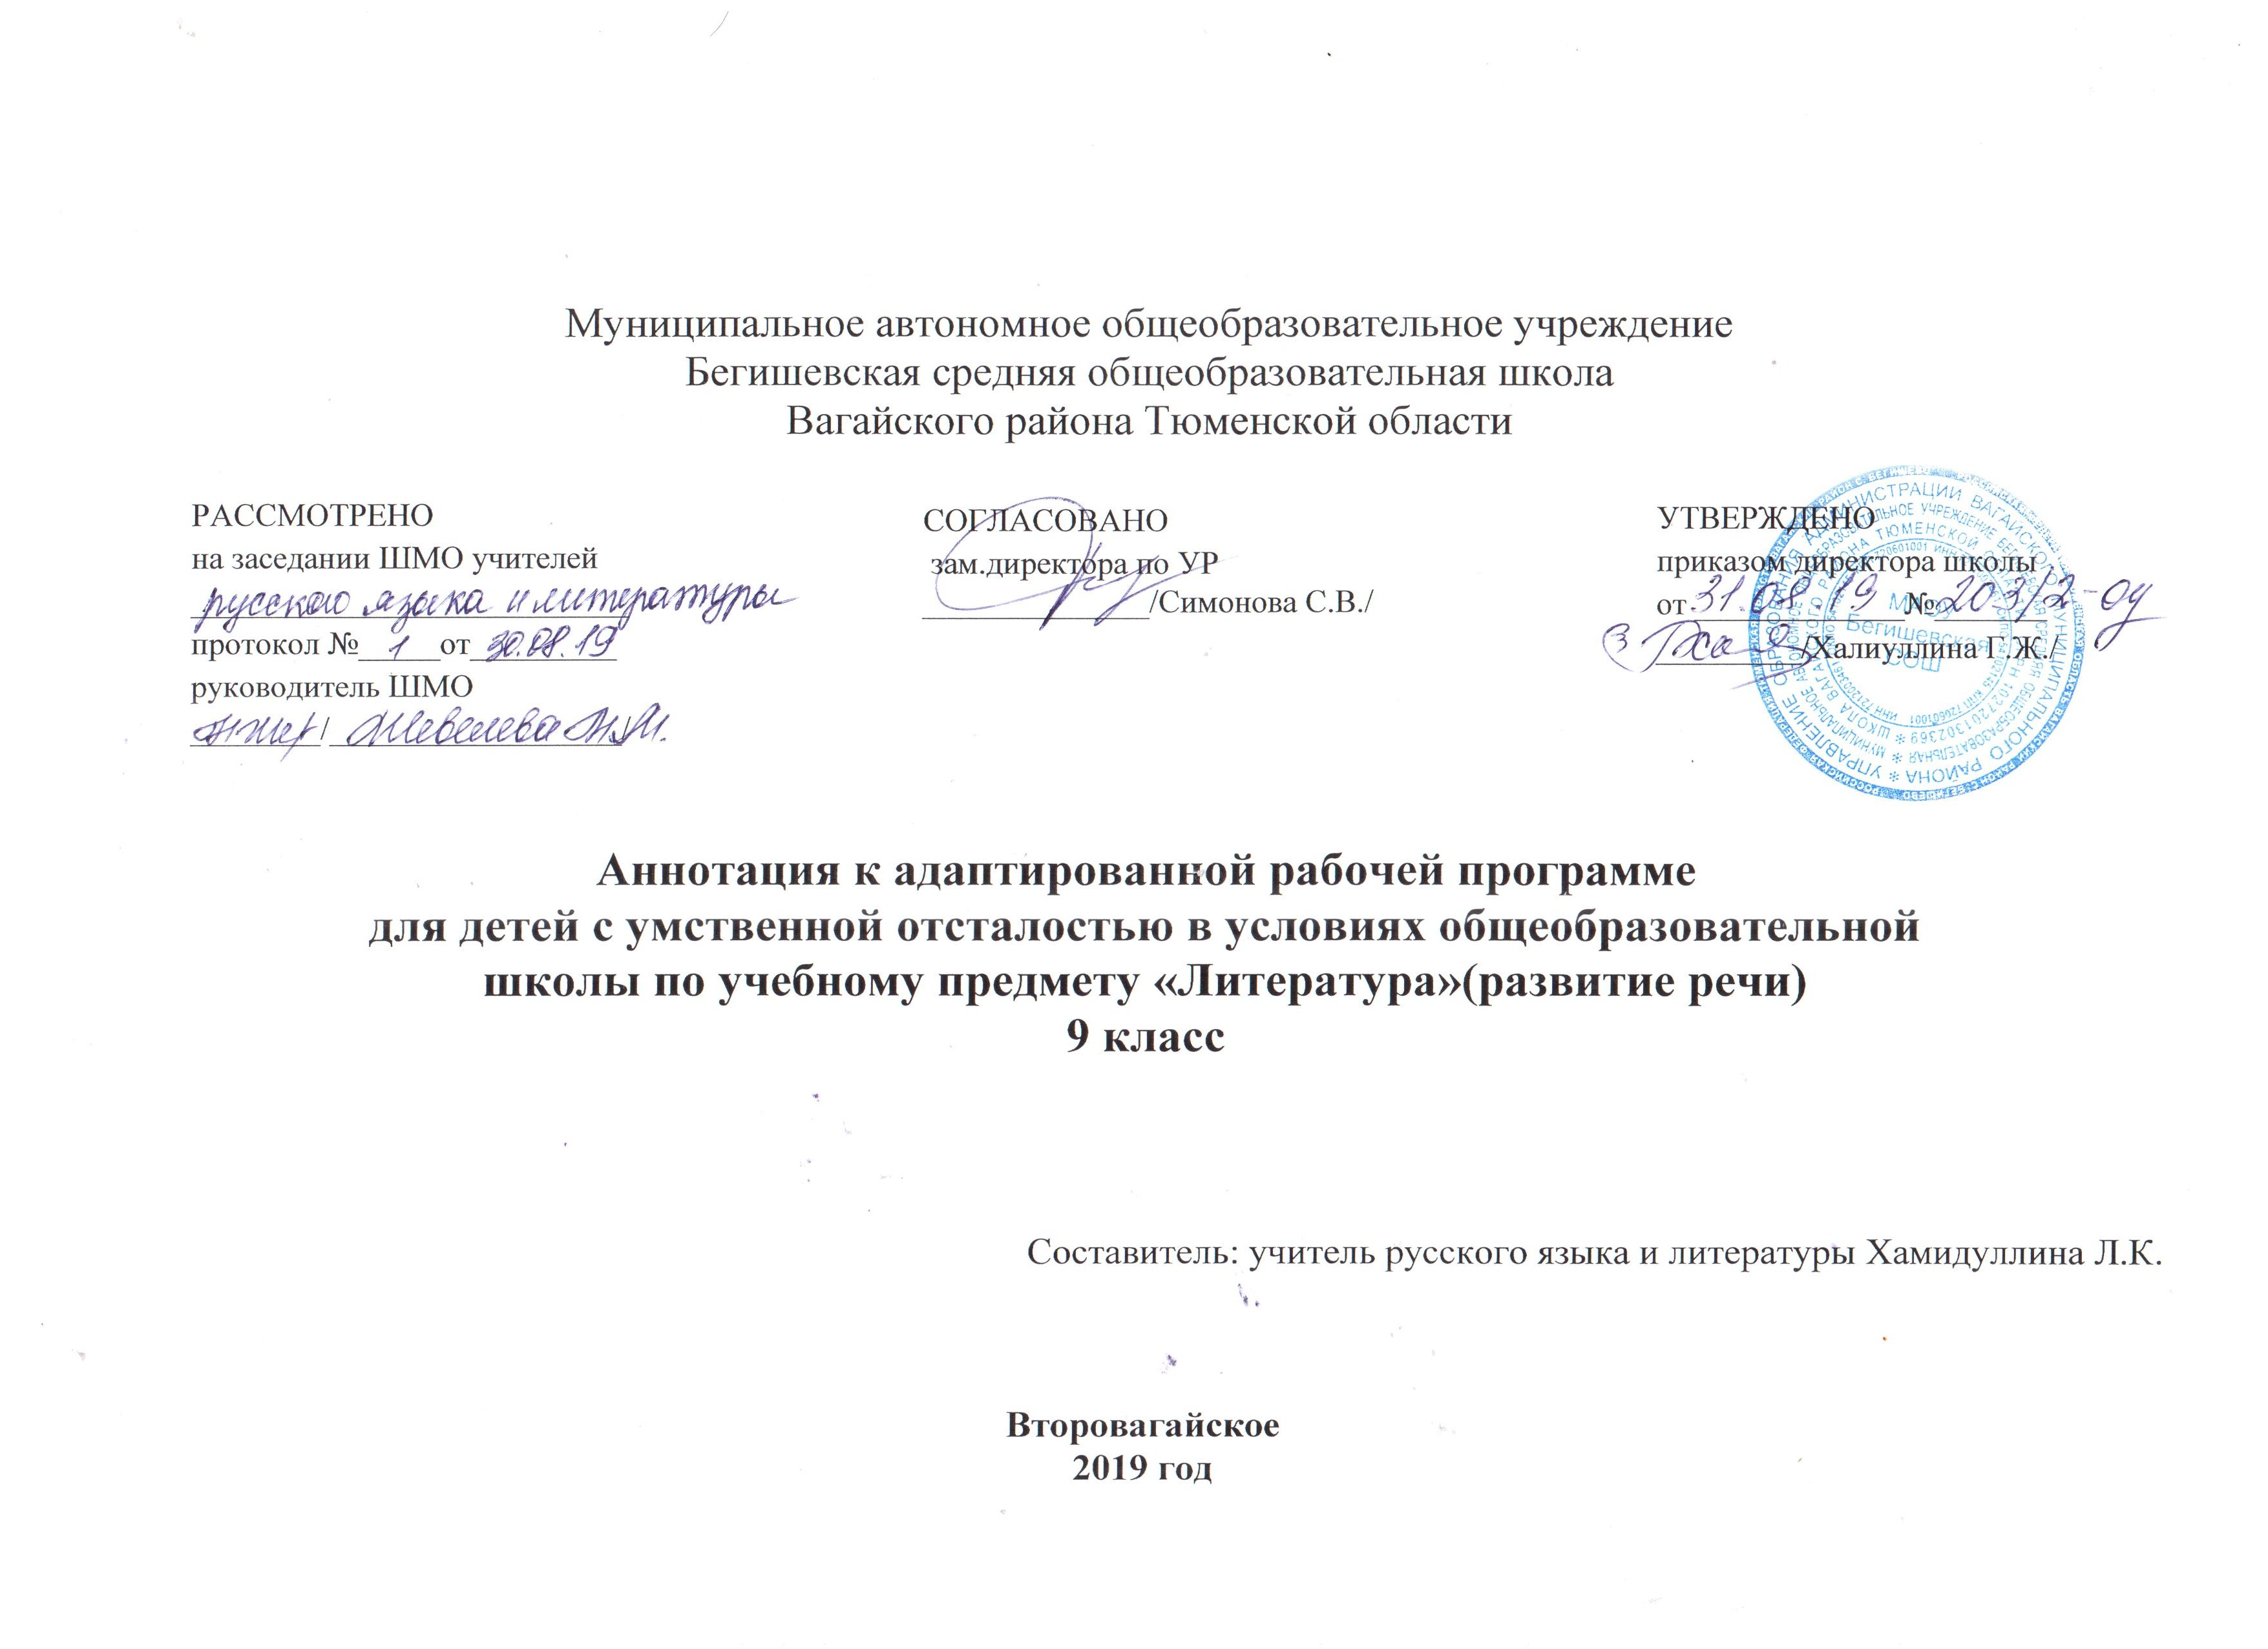 Муниципальное автономное общеобразовательное учреждение
Бегишевская средняя общеобразовательная школа
Вагайского района Тюменской области
РАССМОТРЕНО
на заседании ШМО учителей
русского языка и литературы
протокол № 1 от 30.08.19
руководитель ШМО
/ Шевелева М.И.
СОГЛАСОВАНО
зам.директора по УР
/Симонова С.В./
УТВЕРЖДЕНО
приказом директора школы
от 31.08.19 № 203/2-од
/Халиуллина Г.Ж./
Бегишевская
СОШ
Аннотация к адаптированной рабочей программе
для детей с умственной отсталостью в условиях общеобразовательной
школы по учебному предмету «Литература»(развитие речи)
9 класс
Составитель: учитель русского языка и литературы Хамидуллина Л.К.
Второвагайское
2019 год